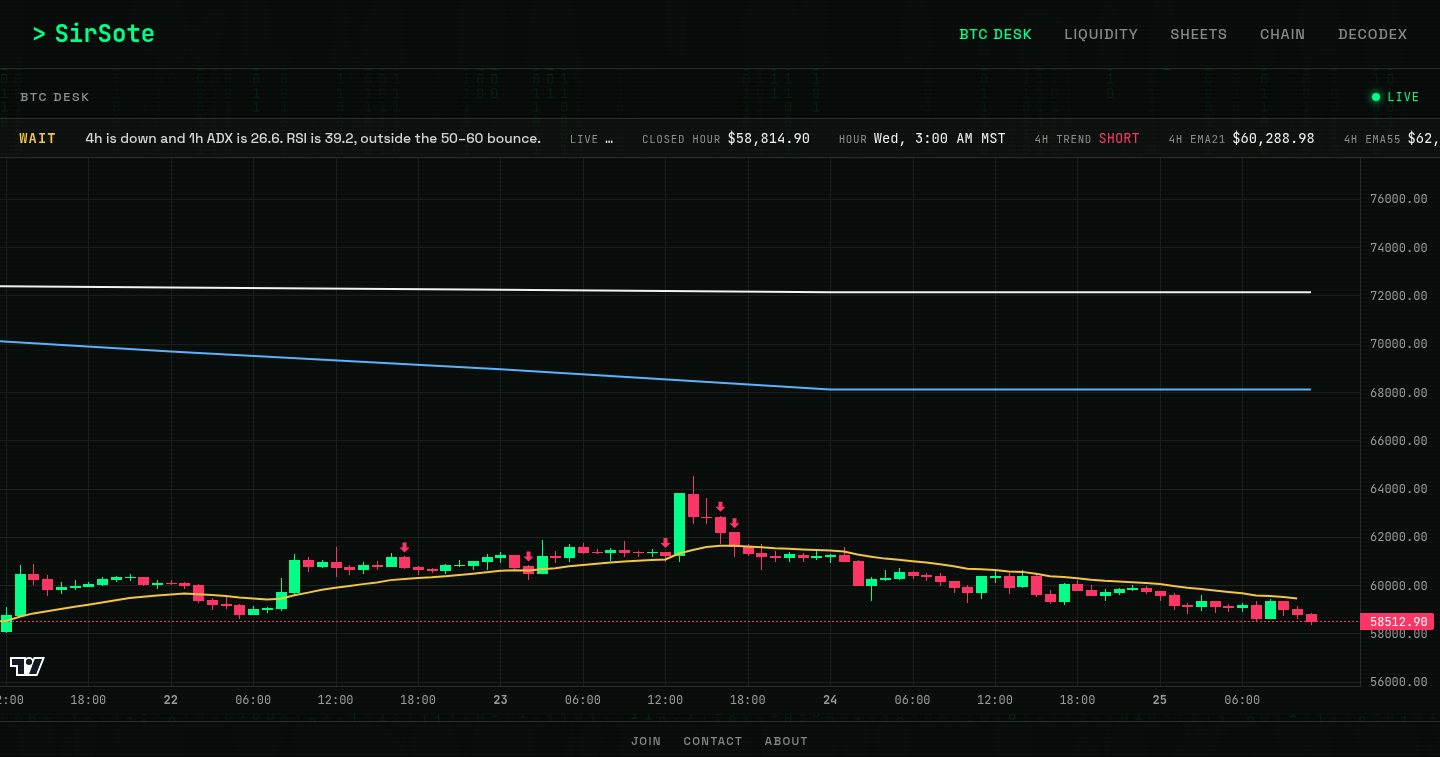 > SirSote
BTC DESK LIQUIDITY SHEETS CHAIN DECODEX
BTC DESK
LIVE
WAIT 4h is down and 1h ADX is 26.6. RSI is 39.2, outside the 50–60 bounce. LIVE … CLOSED HOUR $58,814.90 HOUR Wed, 3:00 AM MST 4H TREND SHORT 4H EMA21 $60,288.98 4H EMA55 $62,
76000.00
74000.00
72000.00
70000.00
68000.00
66000.00
64000.00
62000.00
60000.00
58512.90
58000.00
56000.00
2:00 18:00 22 06:00 12:00 18:00 23 06:00 12:00 18:00 24 06:00 12:00 18:00 25 06:00
JOIN CONTACT ABOUT